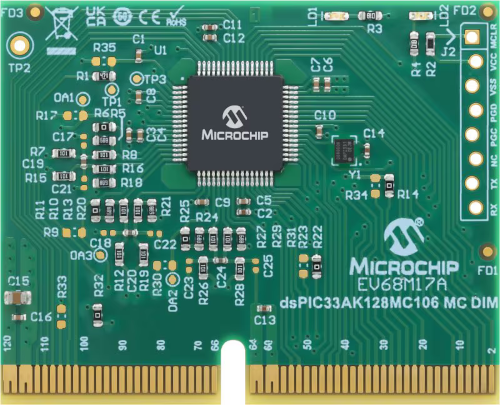 FD3
UK
CA
CE
RoHS
LD1
LD2
FD2
TP2
R35
C1
U1
C11
C12
R3
J2
MCLR
R4
R2
VCC
R1
TP3
C7 C6
VSS
OA1
TP1
C8
PGD
R17
R6
R5
MICROCHIP
C10
PGC
C17
C3
C4
C14
NC
R7
R8
C19
R16
TX
R15
C21
R18
Y1
RX
R34
R14
R11
R10
R13
R20
R21
R25
R24
C9
C5
C2
R9
C18
C22
R27
R29
R31
R23
R22
MICROCHIP
OA3
FD1
EV68M17A
R12
C20
R19
R30
C23
R26
C24
R28
C25
dsPIC33AK128MC106 MC DIM
C15
R33
R32
OA2
C16
C13
120
110
100
90
80
70
66
64
60
50
40
30
20
10
2